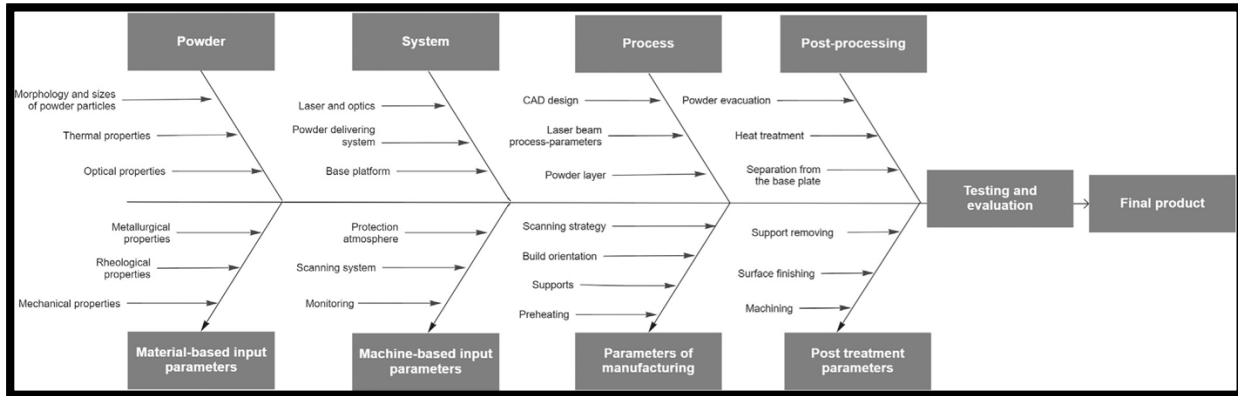 Powder
System
Process
Post-processing
Morphology and sizes
of powder particles
Thermal properties
Optical properties
Laser and optics
Powder delivering
system
Base platform
CAD design
Laser beam
process-parameters
Powder layer
Powder evacuation
Heat treatment
Separation from
the base plate
Testing and
evaluation
Final product
Metallurgical
properties
Rheological
properties
Mechanical properties
Protection
atmosphere
Scanning system
Monitoring
Scanning strategy
Build orientation
Supports
Preheating
Support removing
Surface finishing
Machining
Material-based input
parameters
Machine-based input
parameters
Parameters of
manufacturing
Post treatment
parameters